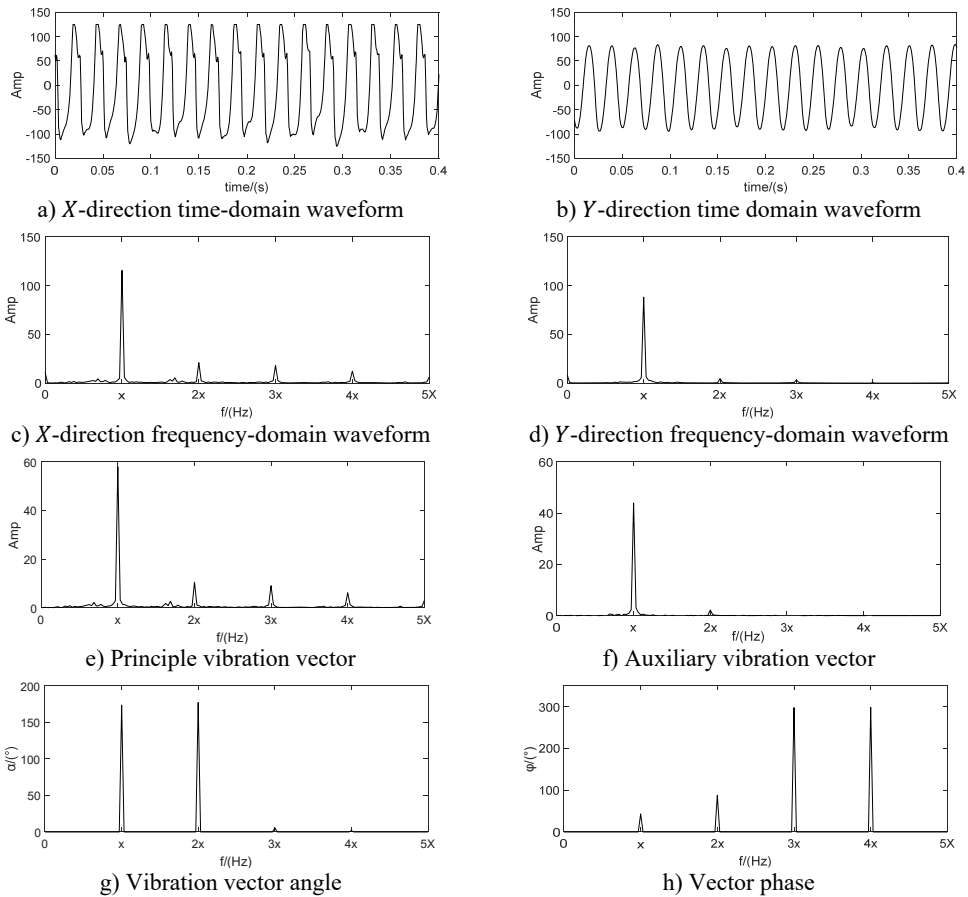 150
100
50
0
-50
-100
-150
Amp
0 0.05 0.1 0.15 0.2 0.25 0.3 0.35 0.4
time/(s)
a) X-direction time-domain waveform
150
100
50
0
-50
-100
-150
Amp
0 0.05 0.1 0.15 0.2 0.25 0.3 0.35 0.4
time/(s)
b) Y-direction time domain waveform
150
100
50
0
Amp
0 x 2x 3x 4x 5X
f/(Hz)
c) X-direction frequency-domain waveform
150
100
50
0
Amp
0 x 2x 3x 4x 5X
f/(Hz)
d) Y-direction frequency-domain waveform
60
40
20
0
Amp
0 x 2x 3x 4x 5X
f/(Hz)
e) Principle vibration vector
60
40
20
0
Amp
0 x 2x 3x 4x 5X
f/(Hz)
f) Auxiliary vibration vector
200
150
100
50
0
α/(°)
0 x 2x 3x 4x 5X
f/(Hz)
g) Vibration vector angle
300
200
100
0
φ/(°)
0 x 2x 3x 4x 5X
f/(Hz)
h) Vector phase